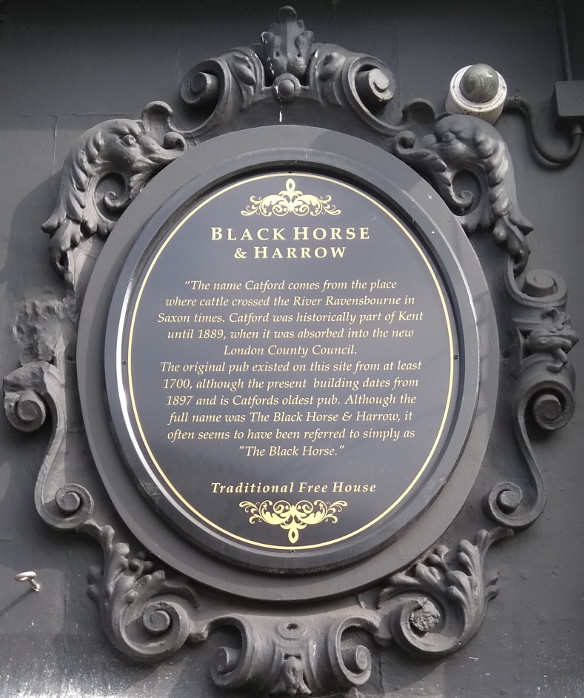 BLACK HORSE
& HARROW
“The name Catford comes from the place
where cattle crossed the River Ravensbourne in
Saxon times. Catford was historically part of Kent
until 1889, when it was absorbed into the new
London County Council.
The original pub existed on this site from at least
1700, although the present building dates from
1897 and is Catfords oldest pub. Although the
full name was The Black Horse & Harrow, it
often seems to have been referred to simply as
"The Black Horse."
Traditional Free House